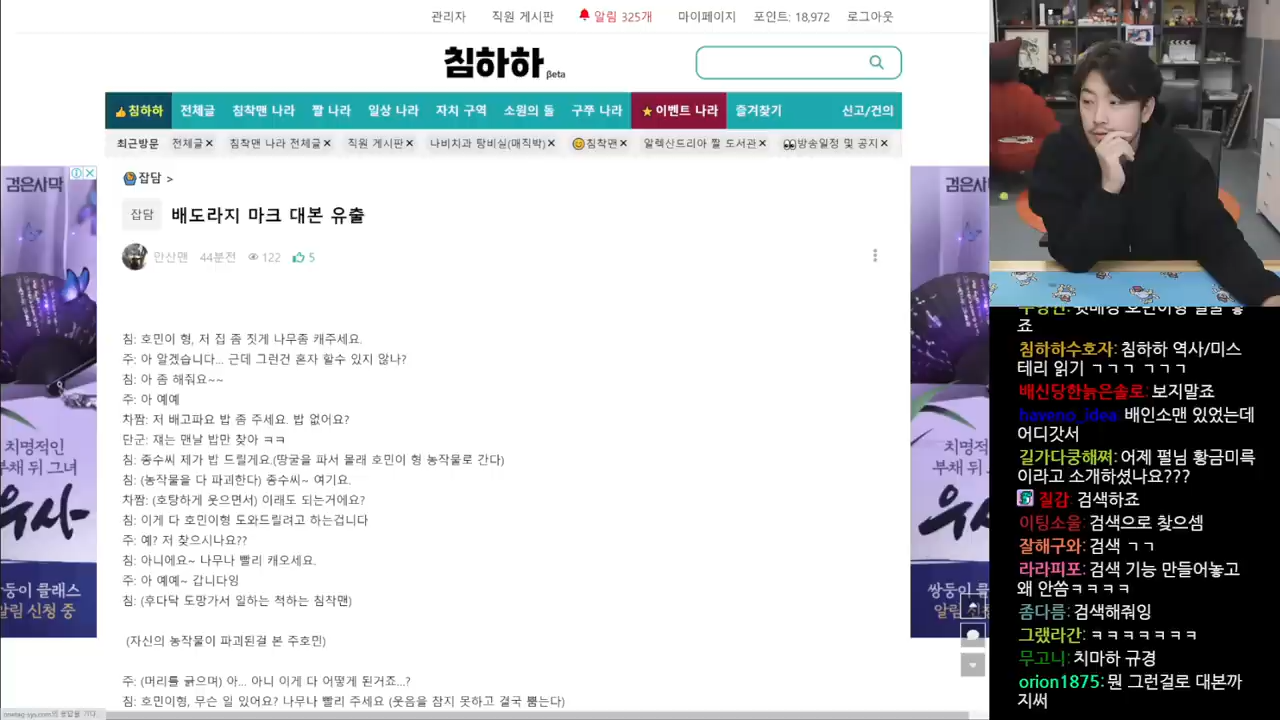 관리자 직원 게시판 알림 325개 마이페이지 포인트: 18,972 로그아웃
침하하 βeta
침하하 전체글 침착맨 나라 짤 나라 일상 나라 자치 구역 소원의 돌 구쭈 나라 이벤트 나라 즐겨찾기 신고/건의
최근방문 전체글 침착맨 나라 전체글 직원 게시판 나비치과 탕비실(매직박) 침착맨 알렉산드리아 짤 도서관 방송일정 및 공지
잡담 >
잡담 배도라지 마크 대본 유출
만산맨 44분전 122 5
침: 호민이 형, 저 집 좀 짓게 나무좀 캐주세요.
주: 아 알겠습니다... 근데 그런건 혼자 할수 있지 않나?
침: 아 좀 해줘요~~
주: 아 예예
차짬: 저 배고파요 밥 좀 주세요. 밥 없어요?
단군: 쟤는 맨날 밥만 찾아 ㅋㅋ
침: 종수씨 제가 밥 드릴게요.(땅굴을 파서 몰래 호민이 형 농작물로 간다)
침: (농작물을 다 파괴한다) 종수씨~ 여기요.
차짬: (호탕하게 웃으면서) 이래도 되는거에요?
침: 이게 다 호민이형 도와드릴려고 하는겁니다
주: 예? 저 찾으시나요??
침: 아니에요~ 나무나 빨리 캐오세요.
주: 아 예예~ 갑니다잉
침: (후다닥 도망가서 일하는 척하는 침착맨)
(자신의 농작물이 파괴된걸 본 주호민)
주: (머리를 긁으며) 아... 아니 이게 다 어떻게 된거죠...?
침: 호민이형, 무슨 일 있어요? 나무나 빨리 주세요 (웃음을 참지 못하고 결국 뿜는다)
검은사막
치명적인
부채 뒤 그녀
우사
쌍둥이 클래스
알림 신청 중
죠
침하하수호자: 침하하 역사/미스
테리 읽기 ㄱㄱㄱ ㄱㄱㄱ
배신당한늙은솔로: 보지말죠
haveno_idea: 배인소맨 있었는데
어디갓서
길가다쿵해쪄: 어제 펄님 황금미륵
이라고 소개하셨나요???
질감: 검색하죠
이팅소울: 검색으로 찾으셈
잘해구와: 검색 ㄱㄱ
라라피포: 검색 기능 만들어놓고
왜 안씀ㅋㅋㅋㅋ
좀다름: 검색해줘잉
그랬라간: ㅋㅋㅋㅋㅋㅋㅋ
무고니: 치마하 규경
orion1875: 뭔 그런걸로 대본까
지써